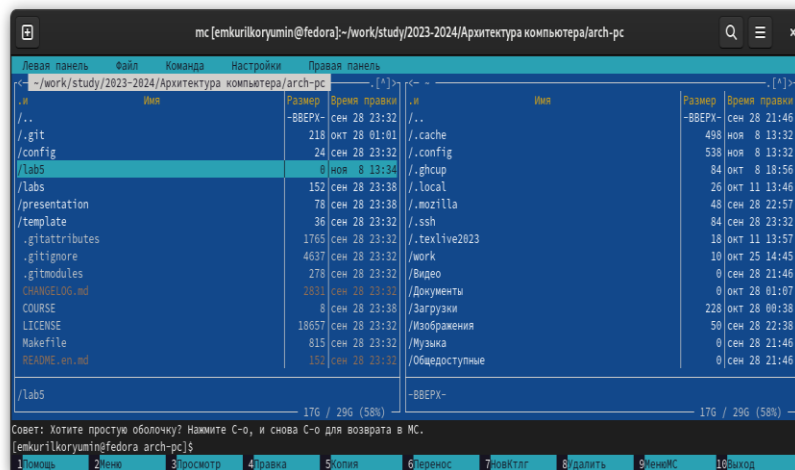 mc [emkurilkoryumin@fedora]:~/work/study/2023-2024/Архитектура компьютера/arch-pc
Левая панель Файл Команда Настройки Правая панель
<— ~/work/study/2023-2024/Архитектура компьютера/arch-pc —.[^]>
.и Имя Размер Время правки
/.. -ВВЕРХ- сен 28 23:32
/.git 218 окт 28 01:01
/config 24 сен 28 23:32
/lab5 0 ноя 8 13:34
/labs 152 сен 28 23:38
/presentation 78 сен 28 23:38
/template 36 сен 28 23:32
.gitattributes 1765 сен 28 23:32
.gitignore 4637 сен 28 23:32
.gitmodules 278 сен 28 23:32
CHANGELOG.md 2831 сен 28 23:32
COURSE 8 сен 28 23:38
LICENSE 18657 сен 28 23:32
Makefile 815 сен 28 23:32
README.en.md 152 сен 28 23:32
/lab5
17G / 29G (58%)
<— ~ —.[^]>
.и Имя Размер Время правки
/.. -ВВЕРХ- сен 28 21:46
/.cache 498 ноя 8 13:32
/.config 538 ноя 8 13:32
/.ghcup 84 окт 8 18:56
/.local 26 окт 11 13:46
/.mozilla 48 сен 28 22:57
/.ssh 84 сен 28 23:32
/.texlive2023 18 окт 11 13:57
/work 10 окт 25 14:45
/Видео 0 сен 28 21:46
/Документы 0 окт 28 01:07
/Загрузки 228 окт 28 00:38
/Изображения 50 сен 28 22:38
/Музыка 0 сен 28 21:46
/Общедоступные 0 сен 28 21:46
-ВВЕРХ-
17G / 29G (58%)
Совет: Хотите простую оболочку? Нажмите C-o, и снова C-o для возврата в MC.
[emkurilkoryumin@fedora arch-pc]$
1Помощь 2Меню 3Просмотр 4Правка 5Копия 6Перенос 7НовКтлг 8Удалить 9МенюMC 10Выход